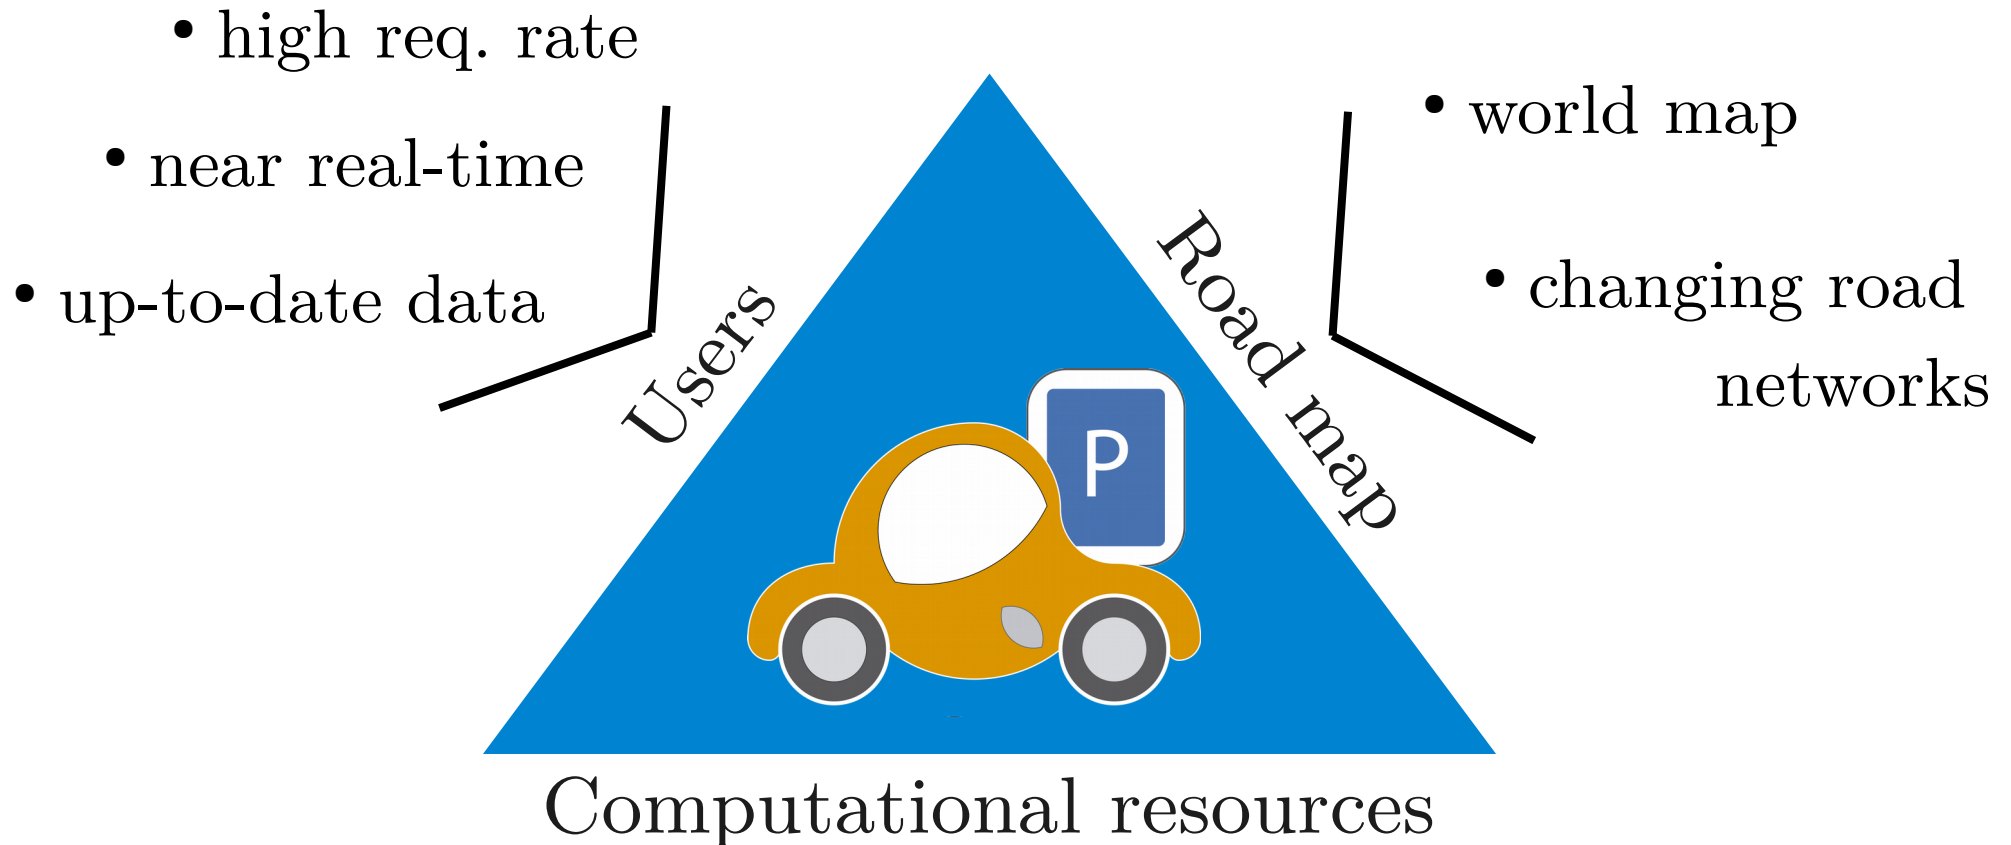 • high req. rate
• near real-time
• up-to-date data
Users
• world map
• changing road
networks
Road map
P
Computational resources